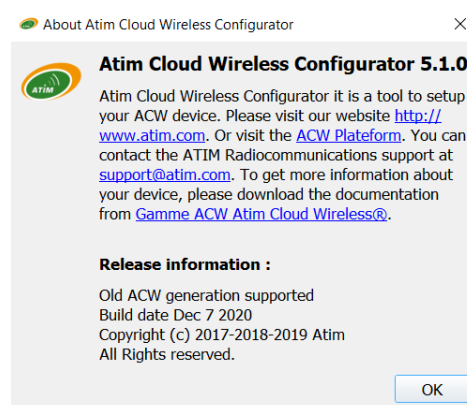 About Atim Cloud Wireless Configurator
ATIM
Atim Cloud Wireless Configurator 5.1.0
Atim Cloud Wireless Configurator it is a tool to setup
your ACW device. Please visit our website http://
www.atim.com. Or visit the ACW Plateform. You can
contact the ATIM Radiocommunications support at
support@atim.com. To get more information about
your device, please download the documentation
from Gamme ACW Atim Cloud Wireless®.
Release information :
Old ACW generation supported
Build date Dec 7 2020
Copyright (c) 2017-2018-2019 Atim
All Rights reserved.
OK